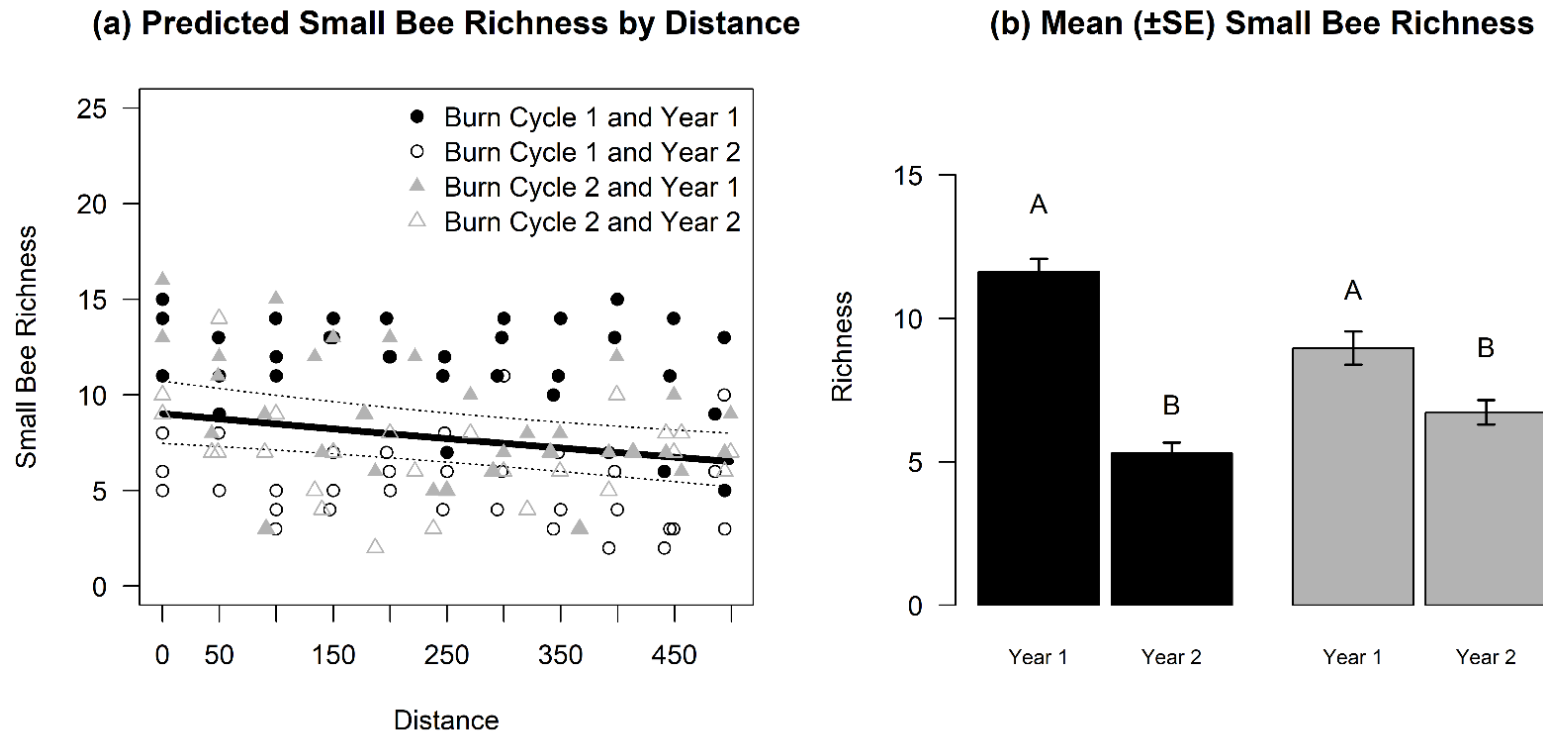 (a) Predicted Small Bee Richness by Distance
Small Bee Richness
25
20
15
10
5
0
Burn Cycle 1 and Year 1
Burn Cycle 1 and Year 2
Burn Cycle 2 and Year 1
Burn Cycle 2 and Year 2
0 50 150 250 350 450
Distance
(b) Mean (±SE) Small Bee Richness
Richness
15
10
5
0
A
B
A
B
Year 1 Year 2 Year 1 Year 2